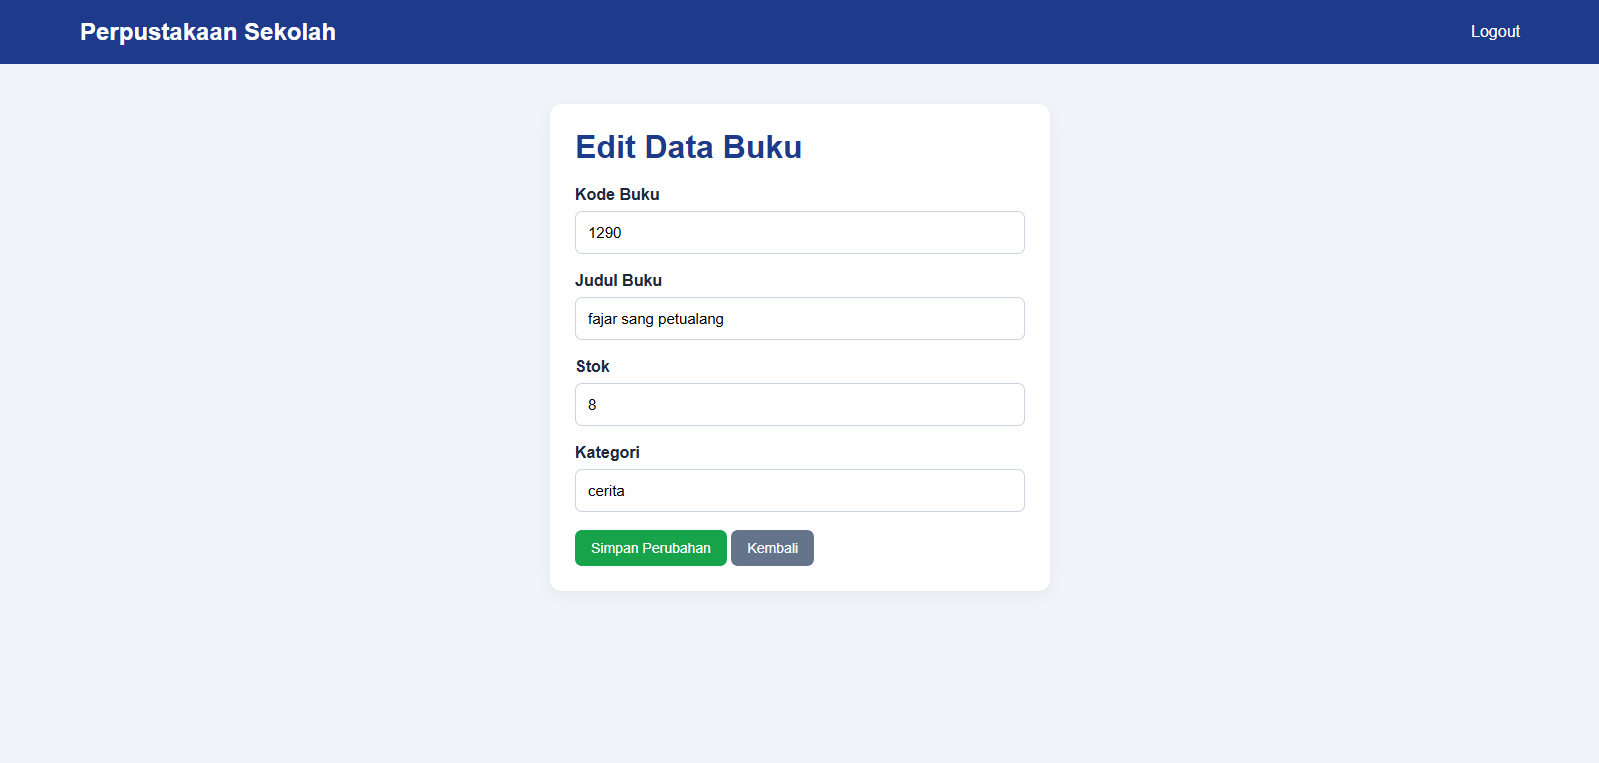 Perpustakaan Sekolah
Logout
Edit Data Buku
Kode Buku
1290
Judul Buku
fajar sang petualang
Stok
8
Kategori
cerita
Simpan Perubahan Kembali